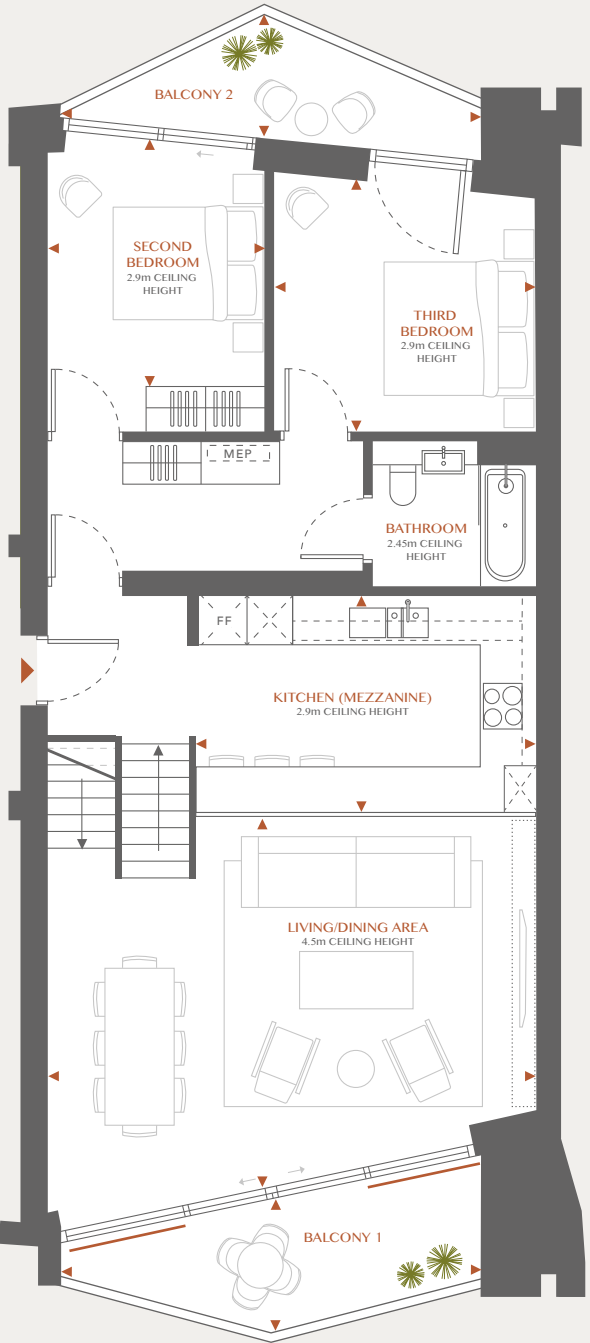 BALCONY 2
SECOND
BEDROOM
2.9m CEILING
HEIGHT
THIRD
BEDROOM
2.9m CEILING
HEIGHT
MEP
BATHROOM
2.45m CEILING
HEIGHT
FF
KITCHEN (MEZZANINE)
2.9m CEILING HEIGHT
LIVING/DINING AREA
4.5m CEILING HEIGHT
BALCONY 1